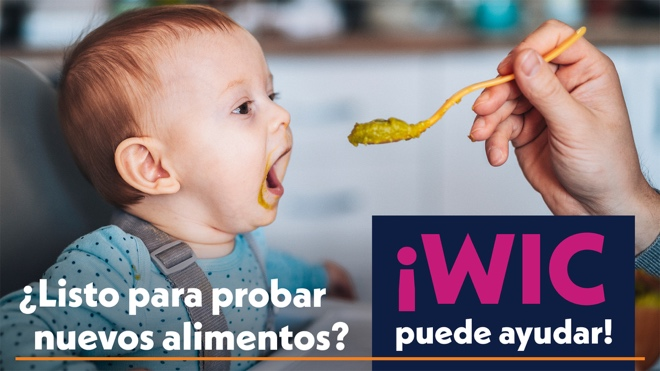 ¿Listo para probar
nuevos alimentos?
¡WIC
puede ayudar!